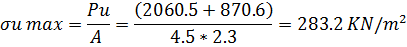 σu max = Pu/A = (2060.5 + 870.6)/(4.5 * 2.3) = 283.2 KN/m²